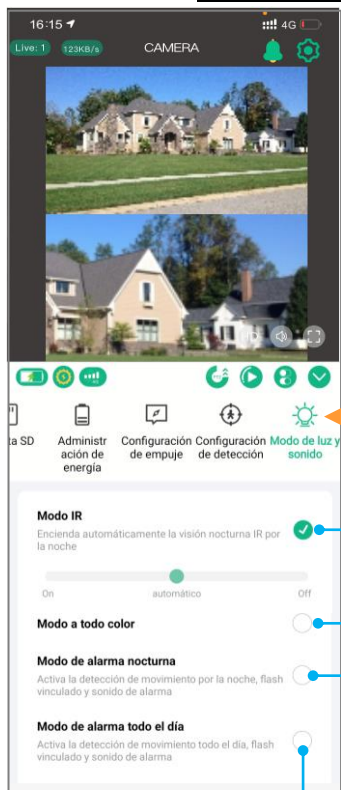 16:15 4G
Live: 1 123KB/s CAMERA
HD
ta SD
Administr
ación de
energía
Configuración
de empuje
Configuración
de detección
Modo de luz y
sonido
Modo IR
Encienda automáticamente la visión nocturna IR por
la noche
On automático Off
Modo a todo color
Modo de alarma nocturna
Activa la detección de movimiento por la noche, flash
vinculado y sonido de alarma
Modo de alarma todo el día
Activa la detección de movimiento todo el día, flash
vinculado y sonido de alarma